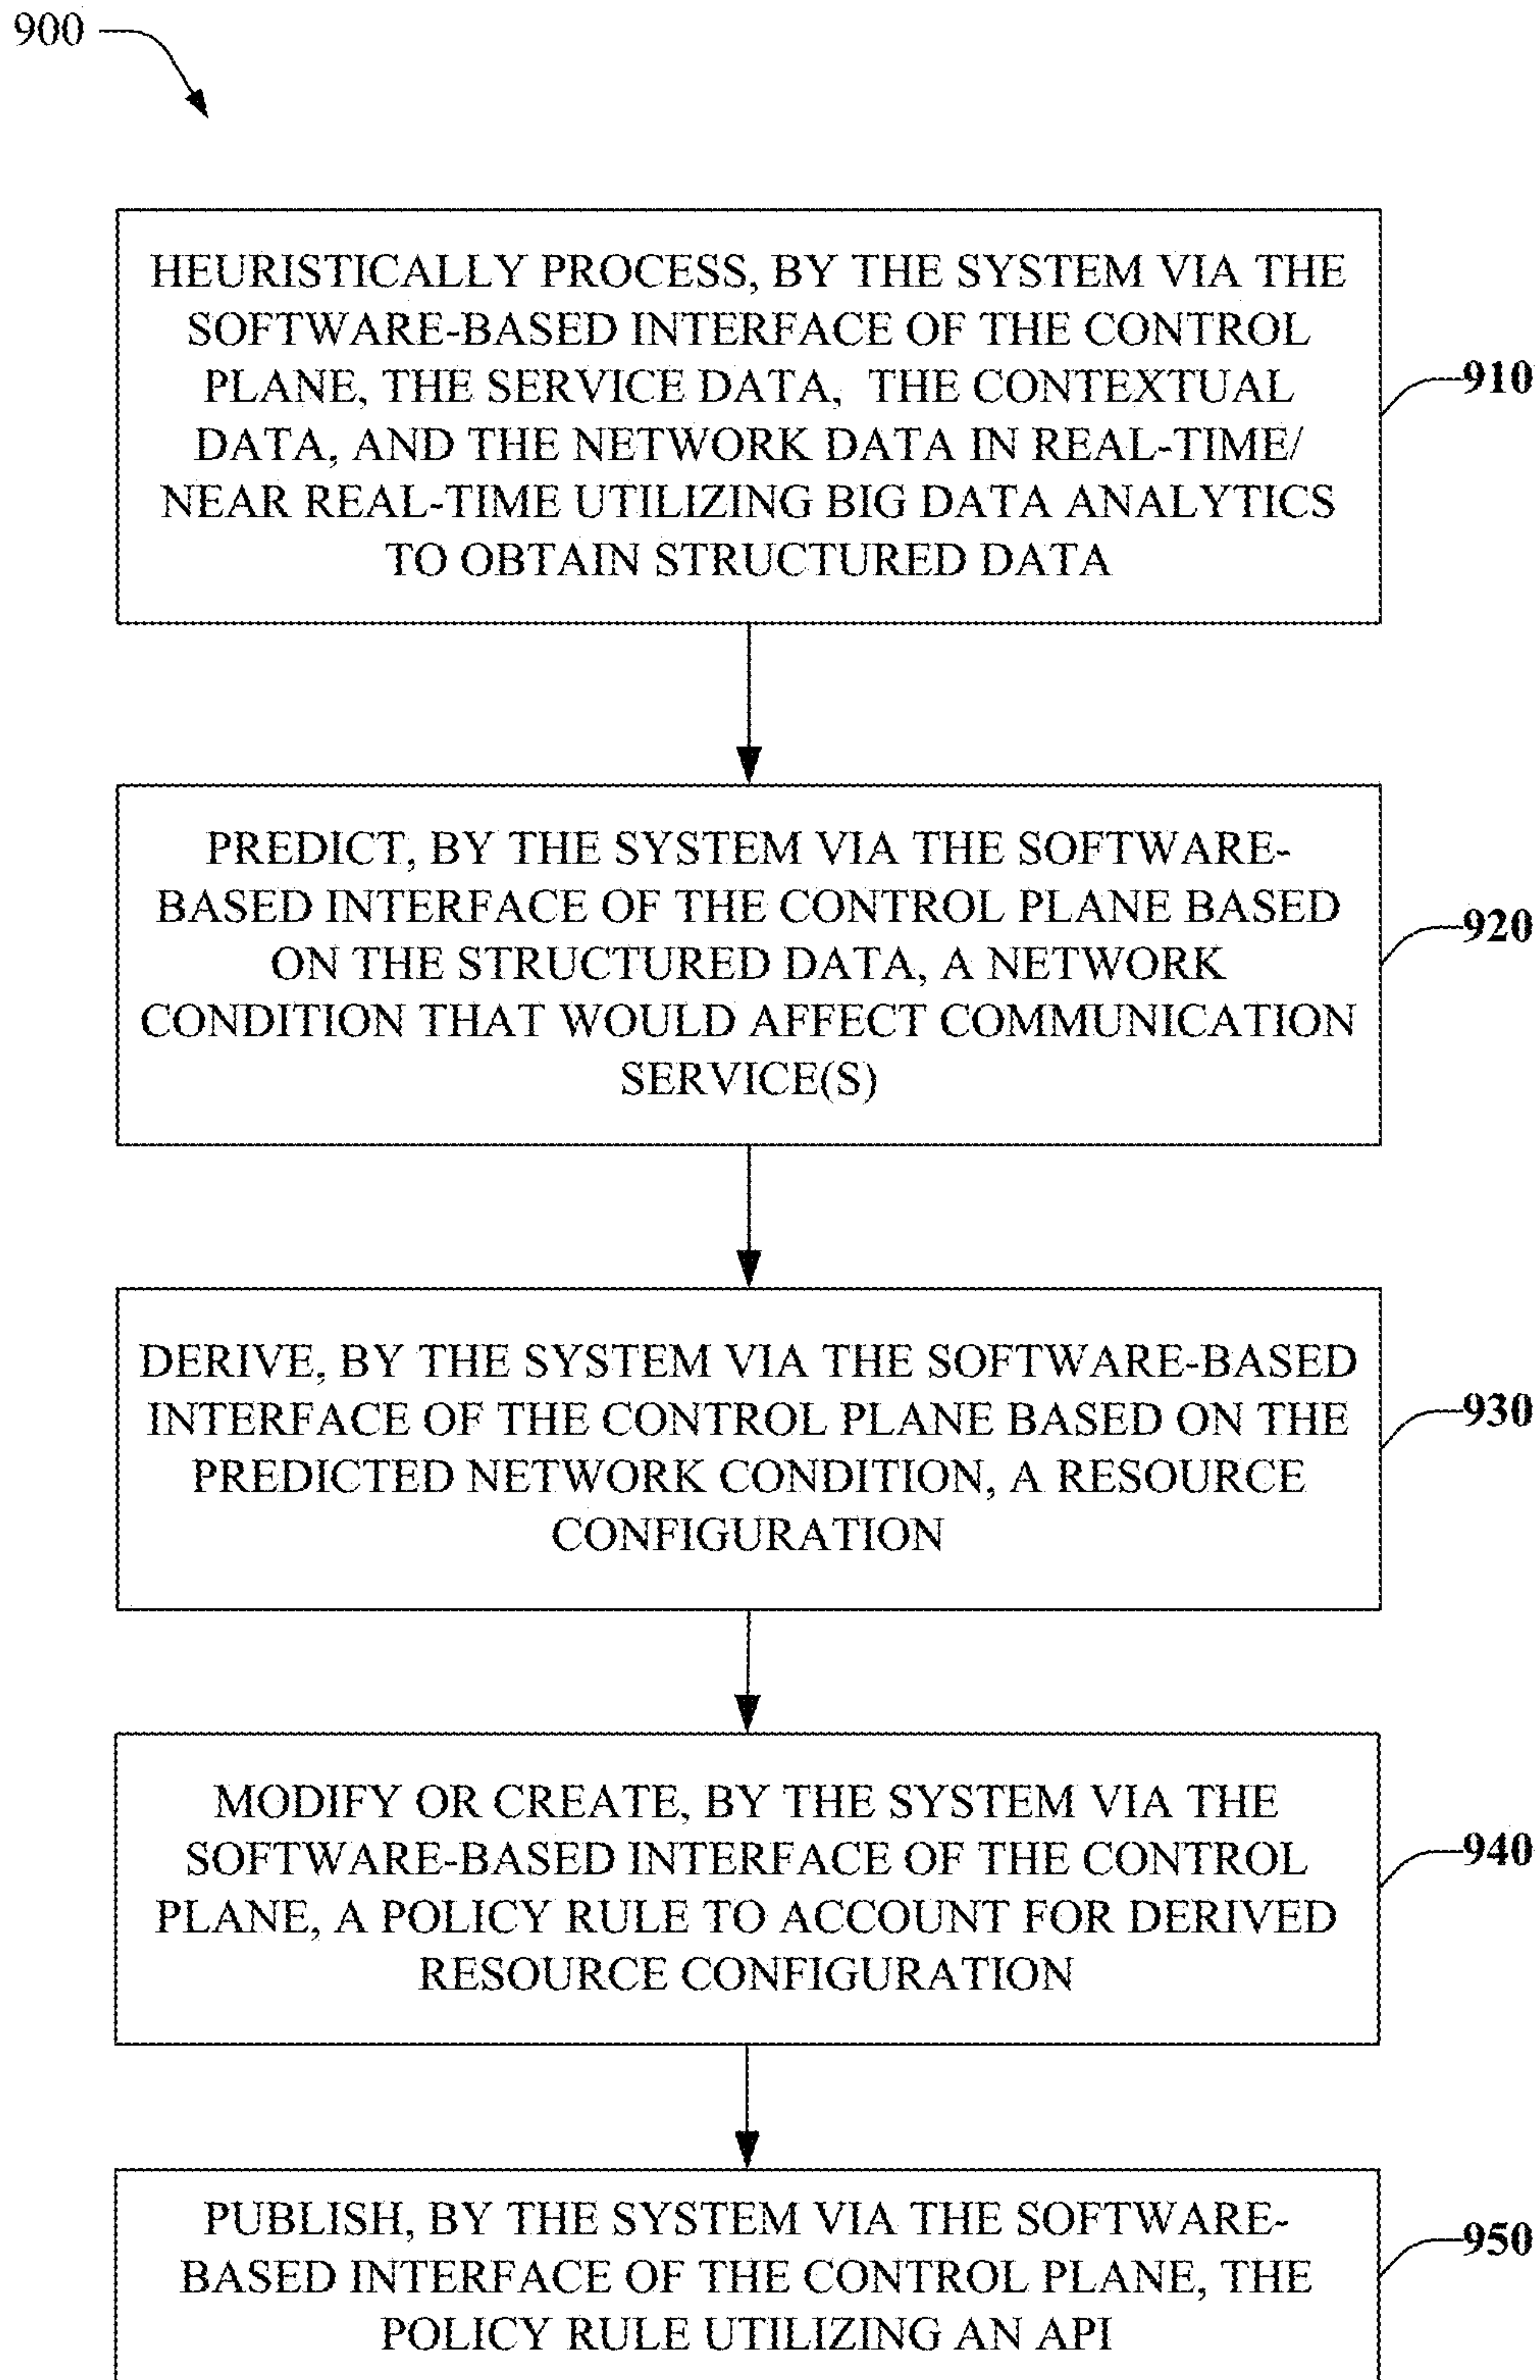 900
HEURISTICALLY PROCESS, BY THE SYSTEM VIA THE
SOFTWARE-BASED INTERFACE OF THE CONTROL
PLANE, THE SERVICE DATA, THE CONTEXTUAL
DATA, AND THE NETWORK DATA IN REAL-TIME/
NEAR REAL-TIME UTILIZING BIG DATA ANALYTICS
TO OBTAIN STRUCTURED DATA
910
PREDICT, BY THE SYSTEM VIA THE SOFTWARE-
BASED INTERFACE OF THE CONTROL PLANE BASED
ON THE STRUCTURED DATA, A NETWORK
CONDITION THAT WOULD AFFECT COMMUNICATION
SERVICE(S)
920
DERIVE, BY THE SYSTEM VIA THE SOFTWARE-BASED
INTERFACE OF THE CONTROL PLANE BASED ON THE
PREDICTED NETWORK CONDITION, A RESOURCE
CONFIGURATION
930
MODIFY OR CREATE, BY THE SYSTEM VIA THE
SOFTWARE-BASED INTERFACE OF THE CONTROL
PLANE, A POLICY RULE TO ACCOUNT FOR DERIVED
RESOURCE CONFIGURATION
940
PUBLISH, BY THE SYSTEM VIA THE SOFTWARE-
BASED INTERFACE OF THE CONTROL PLANE, THE
POLICY RULE UTILIZING AN API
950